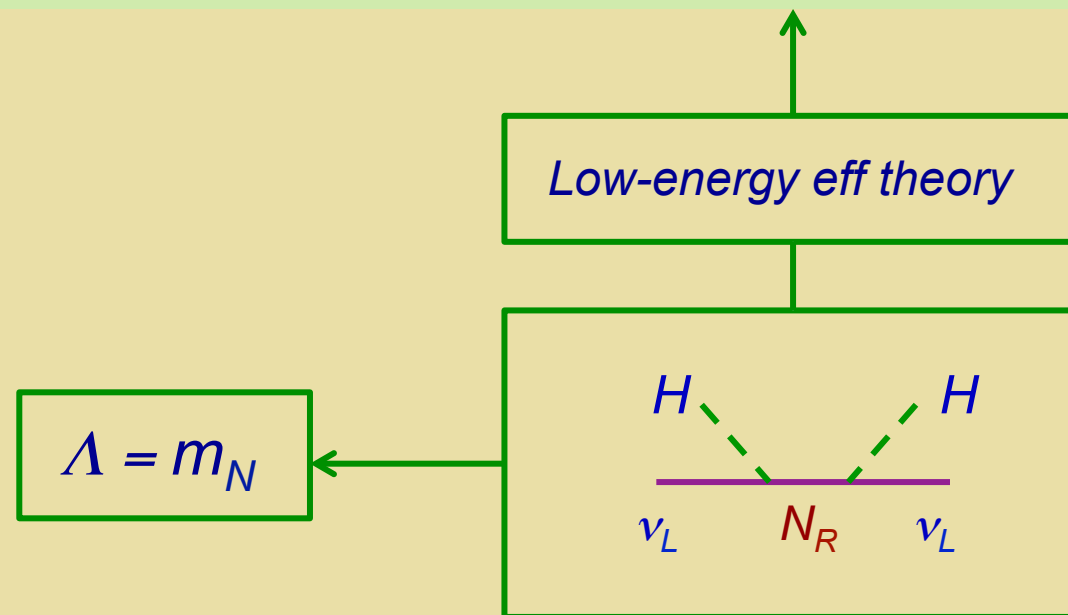 Low-energy eff theory
H H
Λ = m_N
ν_L N_R ν_L